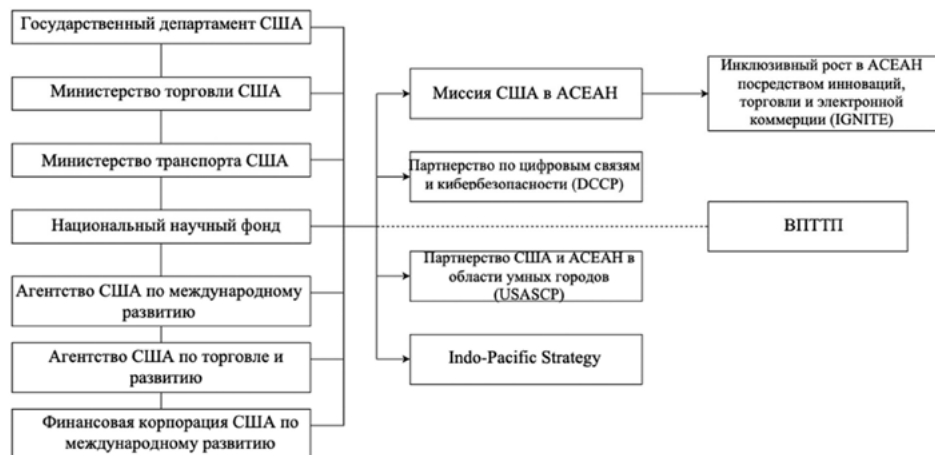 Государственный департамент США
Министерство торговли США
Министерство транспорта США
Национальный научный фонд
Агентство США по международному
развитию
Агентство США по торговле и
развитию
Финансовая корпорация США по
международному развитию
Миссия США в АСЕАН
Партнерство по цифровым связям
и кибербезопасности (DCCP)
Партнерство США и АСЕАН в
области умных городов
(USASCP)
Indo-Pacific Strategy
Инклюзивный рост в АСЕАН
посредством инноваций,
торговли и электронной
коммерции (IGNITE)
ВПТТП